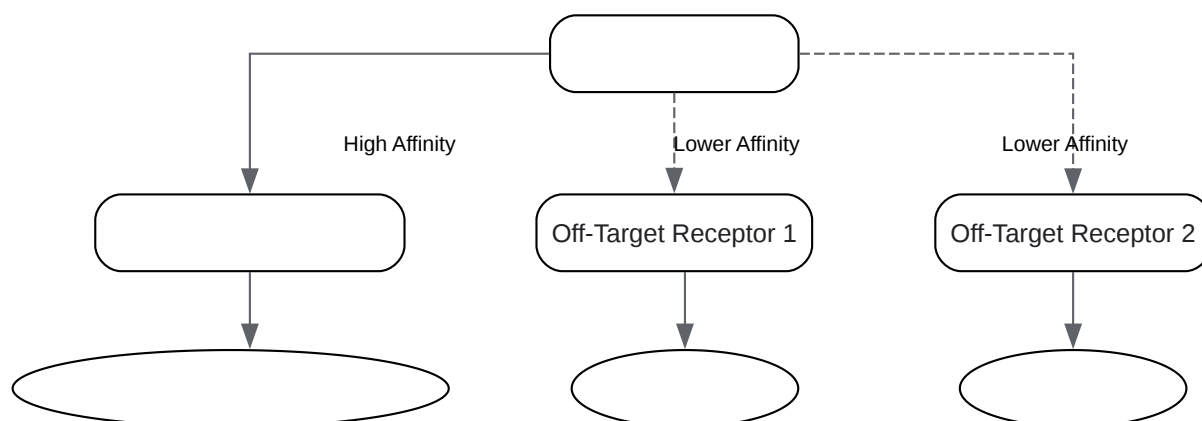 High Affinity
Lower Affinity
Lower Affinity
Off-Target Receptor 1
Off-Target Receptor 2